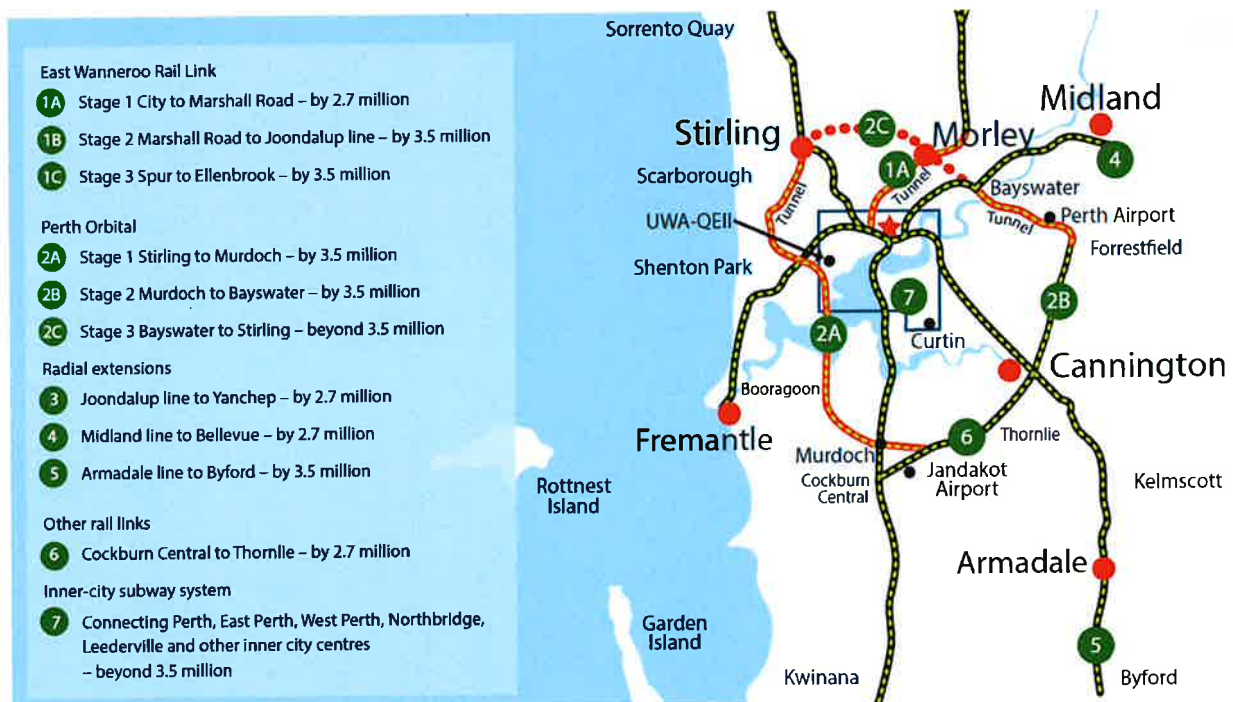 East Wanneroo Rail Link
1A Stage 1 City to Marshall Road – by 2.7 million
1B Stage 2 Marshall Road to Joondalup line – by 3.5 million
1C Stage 3 Spur to Ellenbrook – by 3.5 million
Perth Orbital
2A Stage 1 Stirling to Murdoch – by 3.5 million
2B Stage 2 Murdoch to Bayswater – by 3.5 million
2C Stage 3 Bayswater to Stirling – beyond 3.5 million
Radial extensions
3 Joondalup line to Yanchep – by 2.7 million
4 Midland line to Bellevue – by 2.7 million
5 Armadale line to Byford – by 3.5 million
Other rail links
6 Cockburn Central to Thornlie – by 2.7 million
Inner-city subway system
7 Connecting Perth, East Perth, West Perth, Northbridge,
Leederville and other inner city centres
– beyond 3.5 million
Sorrento Quay
Midland
Stirling
2C
Morley
4
1A
Scarborough
Tunnel
Tunnel
Bayswater
UWA-QEII
Tunnel
Perth Airport
Forrestfield
Shenton Park
7
2B
2A
Curtin
Cannington
Booragoon
Fremantle
6
Thornlie
Murdoch
Cockburn
Central
Jandakot
Airport
Kelmscott
Rottnest
Island
Armadale
Garden
Island
5
Kwinana
Byford